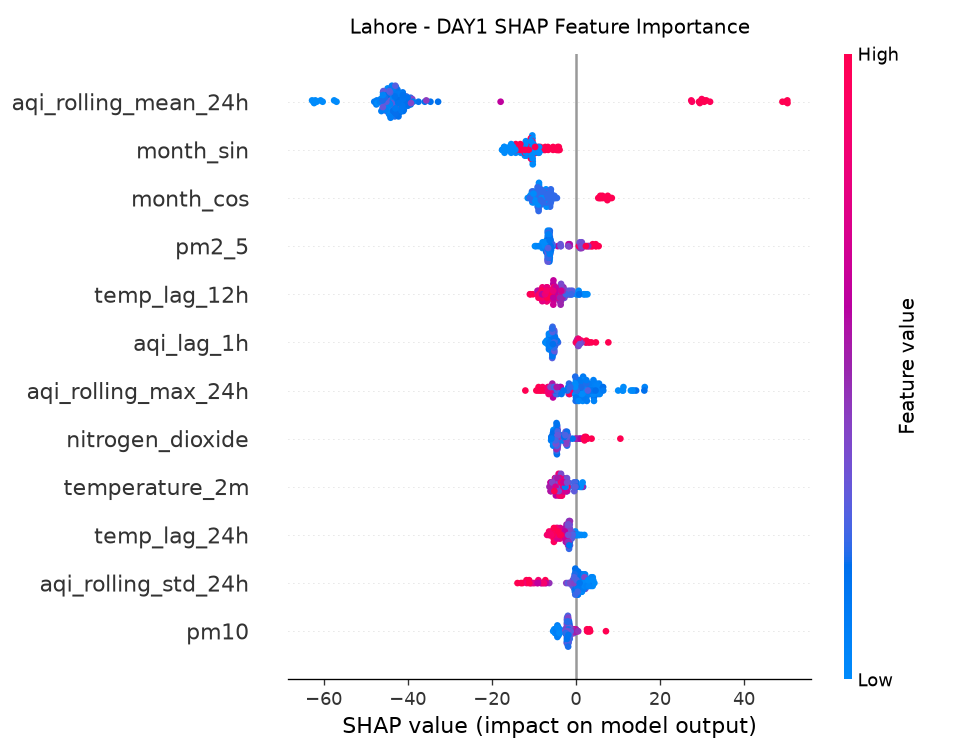 Lahore - DAY1 SHAP Feature Importance
High
aqi_rolling_mean_24h
month_sin
month_cos
pm2_5
temp_lag_12h
aqi_lag_1h
aqi_rolling_max_24h
nitrogen_dioxide
temperature_2m
temp_lag_24h
aqi_rolling_std_24h
pm10
Feature value
Low
−60 −40 −20 0 20 40
SHAP value (impact on model output)